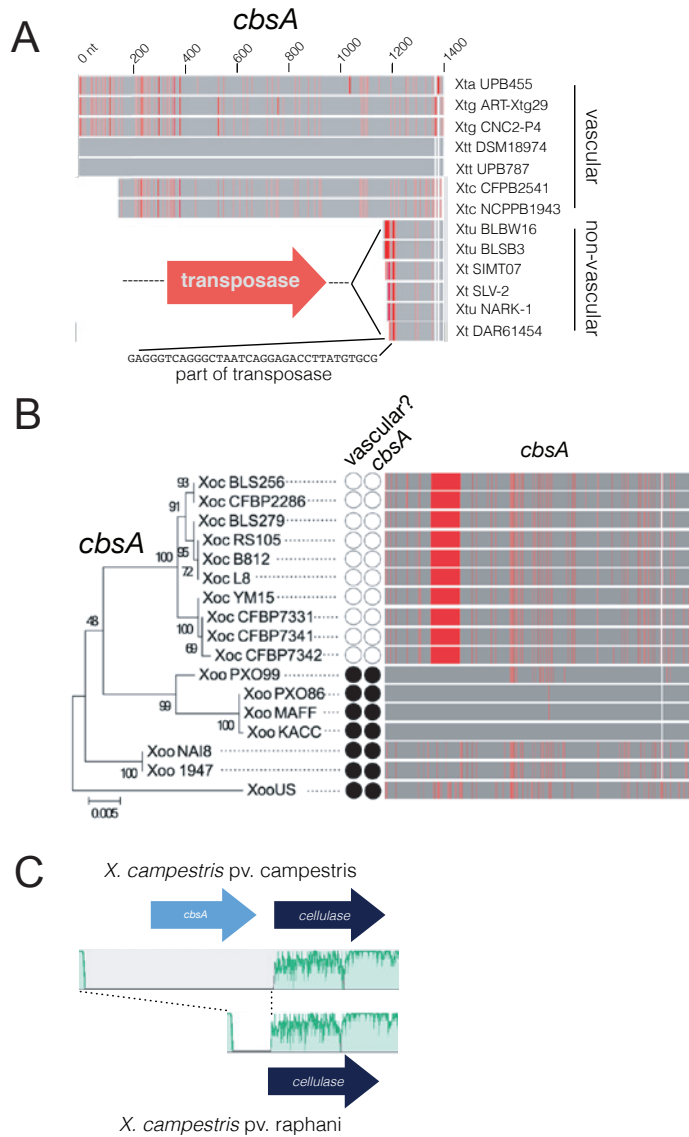 A
cbsA
0 nt 200 400 600 800 1000 1200 1400
Xta UPB455
Xtg ART-Xtg29
Xtg CNC2-P4
Xtt DSM18974
Xtt UPB787
Xtc CFPB2541
Xtc NCPPB1943
vascular
Xtu BLBW16
Xtu BLSB3
Xt SIMT07
Xt SLV-2
Xtu NARK-1
Xt DAR61454
non-vascular
transposase
GAGGGTCAGGGCTAATCAGGAGACCTTATGTGCG
part of transposase
B
vascular?
cbsA
cbsA
cbsA
Xoc BLS256
Xoc CFBP2286
Xoc BLS279
Xoc RS105
Xoc B812
Xoc L8
Xoc YM15
Xoc CFBP7331
Xoc CFBP7341
Xoc CFBP7342
Xoo PXO99
Xoo PXO86
Xoo MAFF
Xoo KACC
Xoo NAI8
Xoo 1947
XooUS
93
91
100
95
72
100
69
48
99
100
100
0.005
C
X. campestris pv. campestris
cbsA
cellulase
cellulase
X. campestris pv. raphani